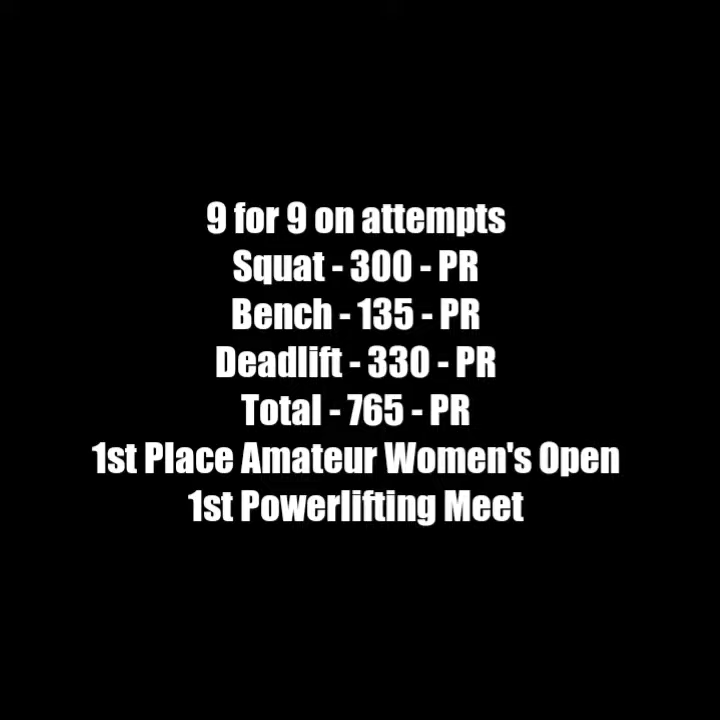 9 for 9 on attempts
Squat - 300 - PR
Bench - 135 - PR
Deadlift - 330 - PR
Total - 765 - PR
1st Place Amateur Women's Open
1st Powerlifting Meet